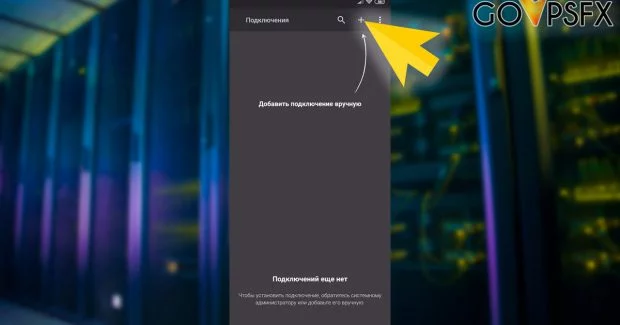 GOVPSFX
Подключения
Добавить подключение вручную
Подключений еще нет
Чтобы установить подключение, обратитесь системному
администратору или добавьте его вручную